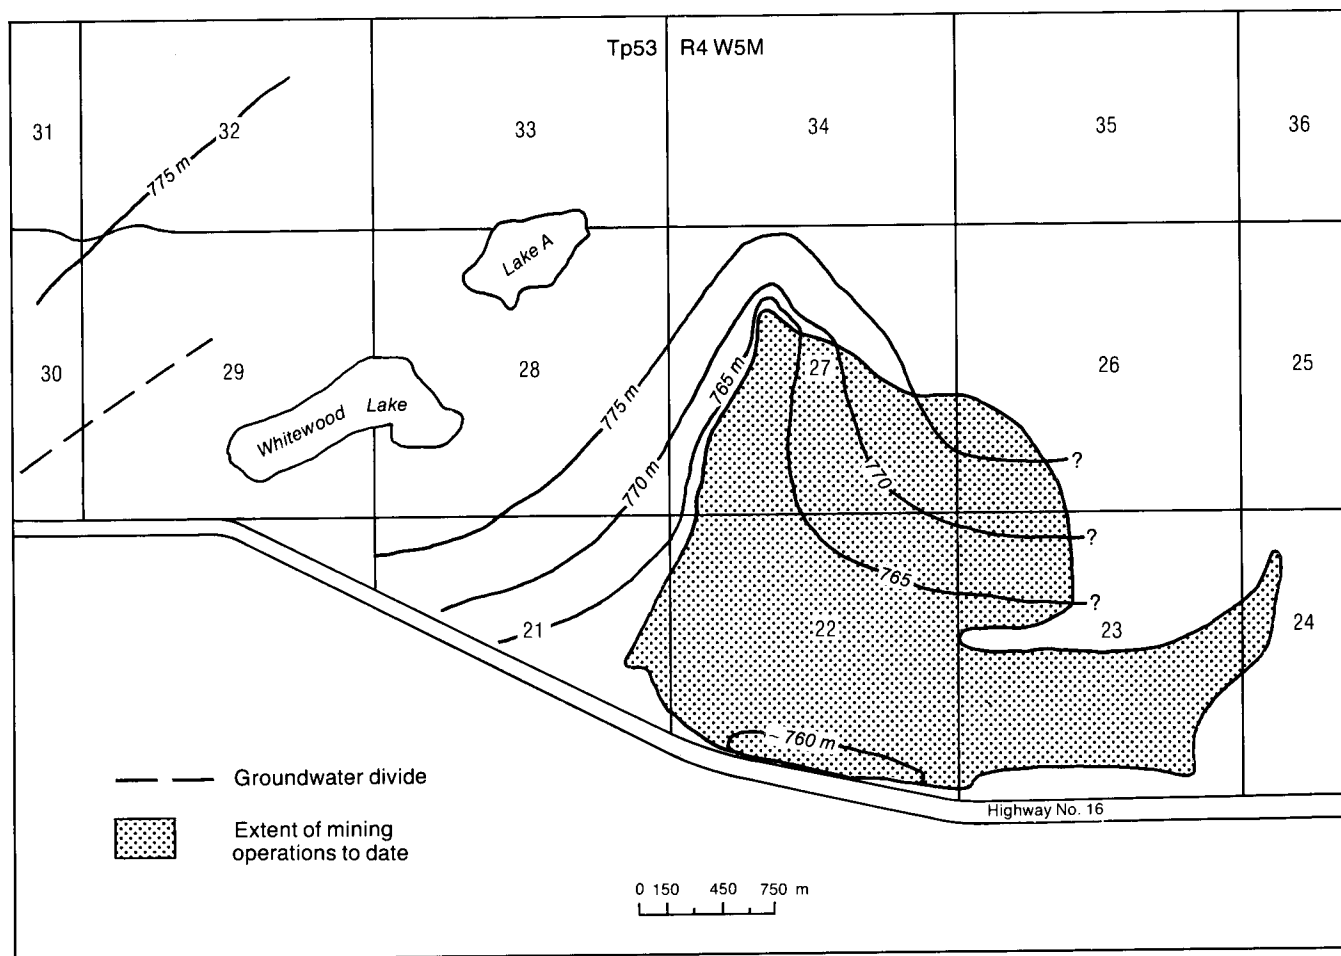 Tp53 R4 W5M
31
32
33
34
35
36
775 m
Lake A
30
29
28
27
26
25
Whitewood Lake
775 m
770 m
765 m
770
?
?
765
?
21
22
23
24
~ 760 m
Groundwater divide
Extent of mining
operations to date
Highway No. 16
0 150 450 750 m